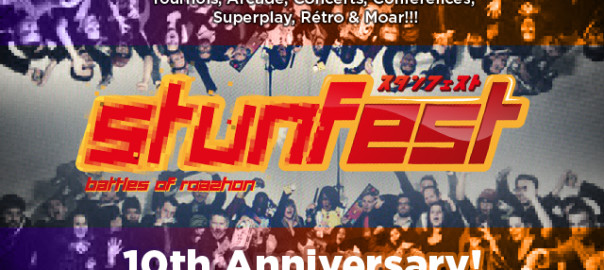 Tournois, Arcade, Concerts, Conférences,
Superplay, Rétro & Moar!!!
スタンフェスト
stunfest
battles of roazhon
10th Anniversary!